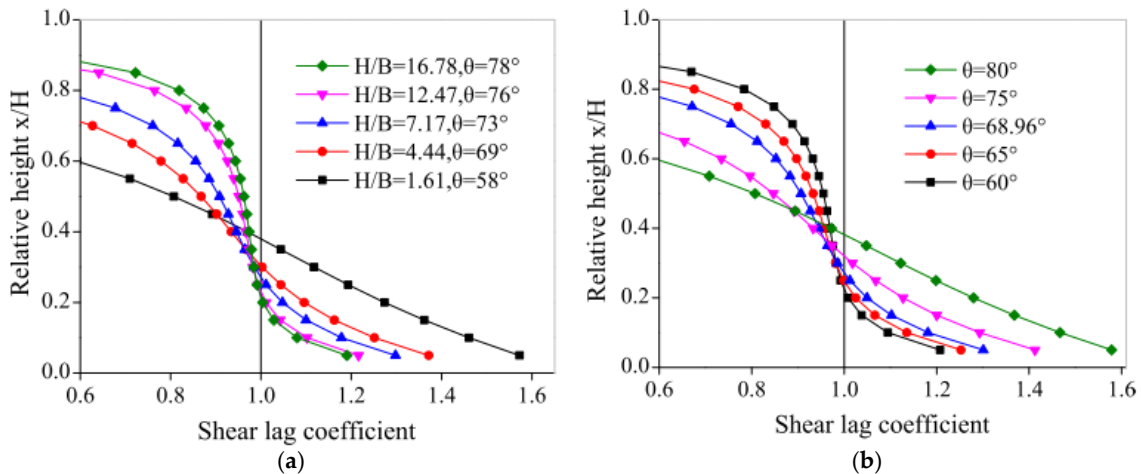 1.0
0.8
0.6
0.4
0.2
0.0
Relative height x/H
H/B=16.78,θ=78°
H/B=12.47,θ=76°
H/B=7.17,θ=73°
H/B=4.44,θ=69°
H/B=1.61,θ=58°
0.6 0.8 1.0 1.2 1.4 1.6
Shear lag coefficient
(a)
1.0
0.8
0.6
0.4
0.2
0.0
Relative height x/H
θ=80°
θ=75°
θ=68.96°
θ=65°
θ=60°
0.6 0.8 1.0 1.2 1.4 1.6
Shear lag coefficient
(b)